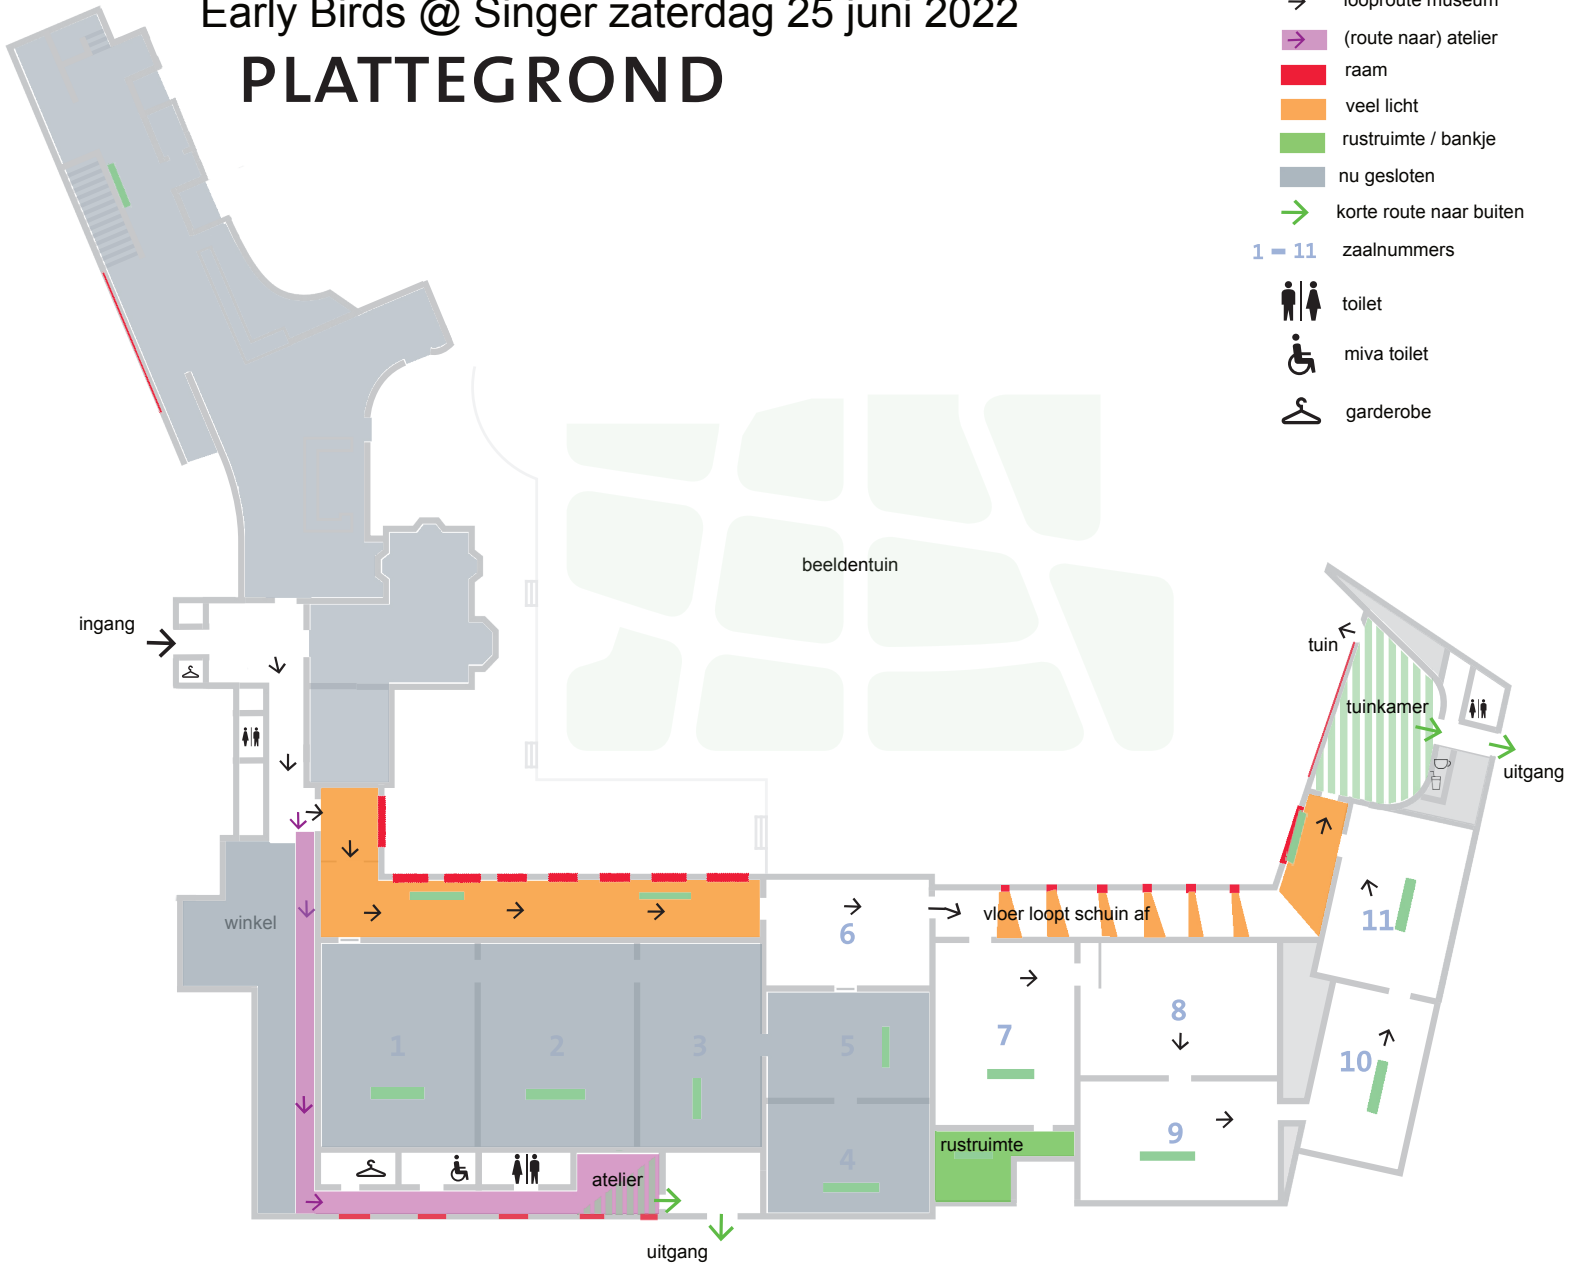 Early Birds @ Singer zaterdag 25 juni 2022
PLATTEGROND
looproute museum
(route naar) atelier
raam
veel licht
rustruimte / bankje
nu gesloten
korte route naar buiten
1 - 11 zaalnummers
toilet
miva toilet
garderobe
beeldentuin
ingang
tuin
tuinkamer
uitgang
winkel
6
vloer loopt schuin af
11
1
2
3
5
7
8
10
4
9
rustruimte
atelier
uitgang